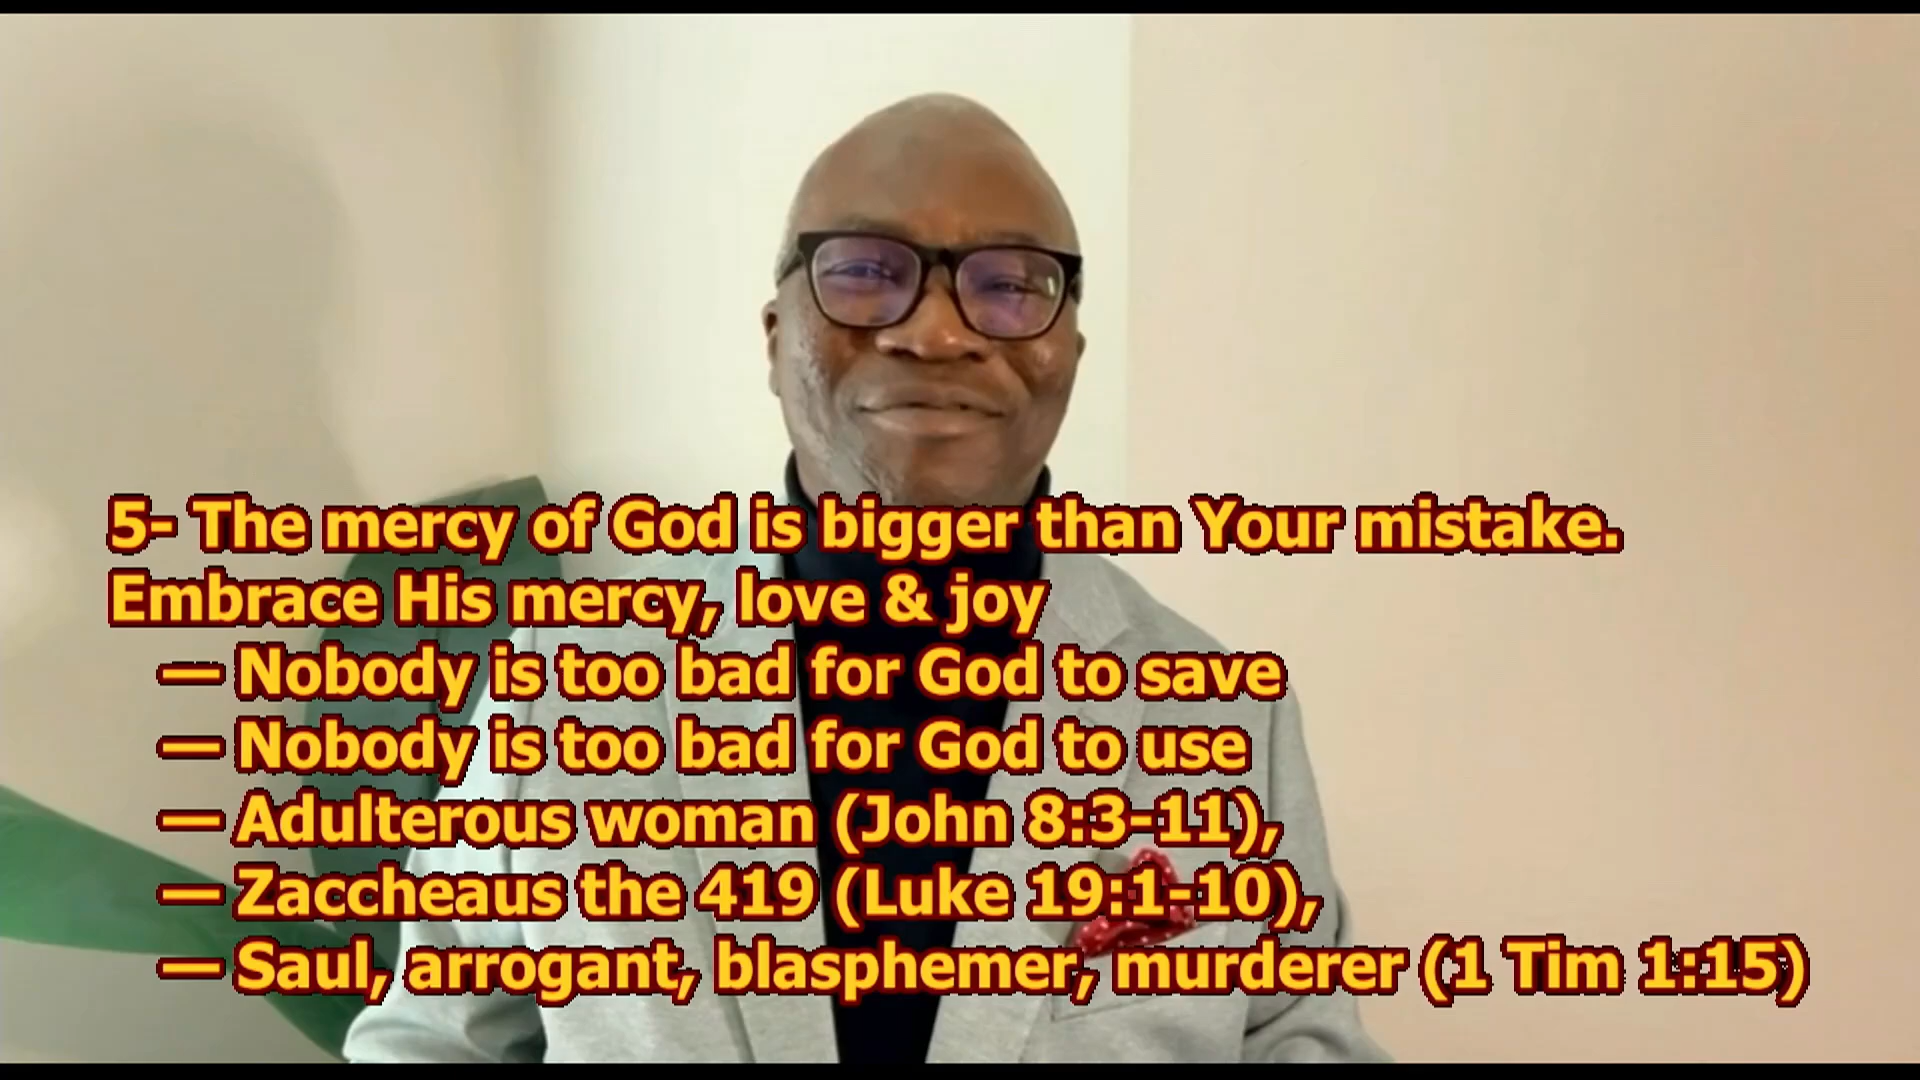 5- The mercy of God is bigger than Your mistake.
Embrace His mercy, love & joy
— Nobody is too bad for God to save
— Nobody is too bad for God to use
— Adulterous woman (John 8:3-11),
— Zaccheaus the 419 (Luke 19:1-10),
— Saul, arrogant, blasphemer, murderer (1 Tim 1:15)